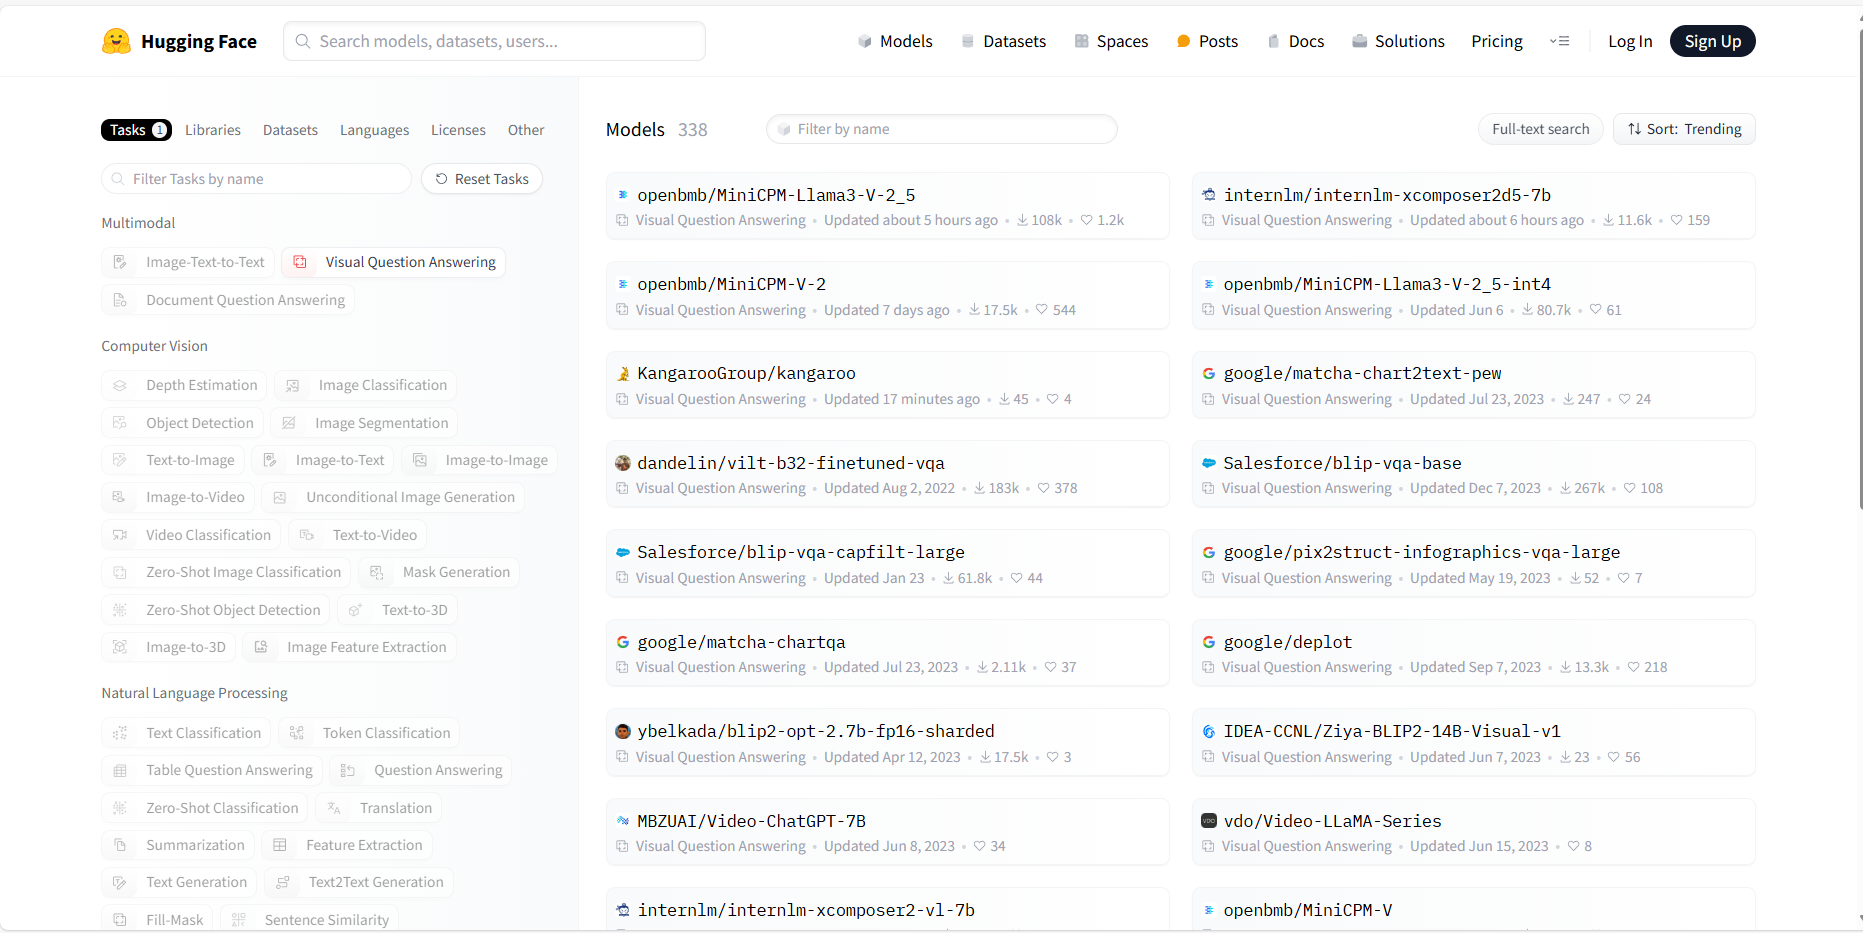 Hugging Face
Search models, datasets, users...
Models
Datasets
Spaces
Posts
Docs
Solutions
Pricing
Log In
Sign Up
Tasks 1
Libraries
Datasets
Languages
Licenses
Other
Filter Tasks by name
Reset Tasks
Multimodal
Image-Text-to-Text
Visual Question Answering
Document Question Answering
Computer Vision
Depth Estimation
Image Classification
Object Detection
Image Segmentation
Text-to-Image
Image-to-Text
Image-to-Image
Image-to-Video
Unconditional Image Generation
Video Classification
Text-to-Video
Zero-Shot Image Classification
Mask Generation
Zero-Shot Object Detection
Text-to-3D
Image-to-3D
Image Feature Extraction
Natural Language Processing
Text Classification
Token Classification
Table Question Answering
Question Answering
Zero-Shot Classification
Translation
Summarization
Feature Extraction
Text Generation
Text2Text Generation
Fill-Mask
Sentence Similarity
Models 338
Filter by name
Full-text search
Sort: Trending
openbmb/MiniCPM-Llama3-V-2_5
Visual Question Answering • Updated about 5 hours ago • 108k • 1.2k
internlm/internlm-xcomposer2d5-7b
Visual Question Answering • Updated about 6 hours ago • 11.6k • 159
openbmb/MiniCPM-V-2
Visual Question Answering • Updated 7 days ago • 17.5k • 544
openbmb/MiniCPM-Llama3-V-2_5-int4
Visual Question Answering • Updated Jun 6 • 80.7k • 61
KangarooGroup/kangaroo
Visual Question Answering • Updated 17 minutes ago • 45 • 4
google/matcha-chart2text-pew
Visual Question Answering • Updated Jul 23, 2023 • 247 • 24
dandelin/vilt-b32-finetuned-vqa
Visual Question Answering • Updated Aug 2, 2022 • 183k • 378
Salesforce/blip-vqa-base
Visual Question Answering • Updated Dec 7, 2023 • 267k • 108
Salesforce/blip-vqa-capfilt-large
Visual Question Answering • Updated Jan 23 • 61.8k • 44
google/pix2struct-infographics-vqa-large
Visual Question Answering • Updated May 19, 2023 • 52 • 7
google/matcha-chartqa
Visual Question Answering • Updated Jul 23, 2023 • 2.11k • 37
google/deplot
Visual Question Answering • Updated Sep 7, 2023 • 13.3k • 218
ybelkada/blip2-opt-2.7b-fp16-sharded
Visual Question Answering • Updated Apr 12, 2023 • 17.5k • 3
IDEA-CCNL/Ziya-BLIP2-14B-Visual-v1
Visual Question Answering • Updated Jun 7, 2023 • 23 • 56
MBZUAI/Video-ChatGPT-7B
Visual Question Answering • Updated Jun 8, 2023 • 34
VDO
vdo/Video-LLaMA-Series
Visual Question Answering • Updated Jun 15, 2023 • 8
internlm/internlm-xcomposer2-vl-7b
openbmb/MiniCPM-V